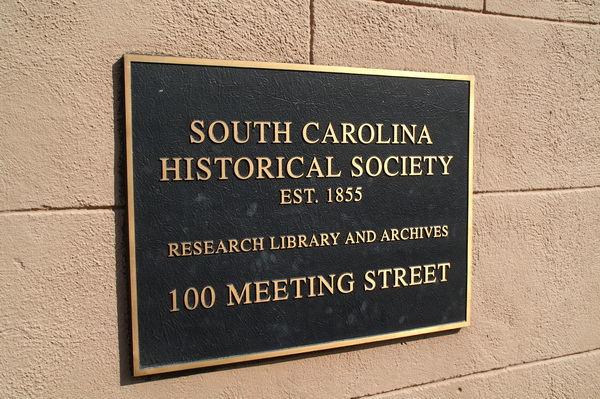 SOUTH CAROLINA
HISTORICAL SOCIETY
EST. 1855
RESEARCH LIBRARY AND ARCHIVES
100 MEETING STREET